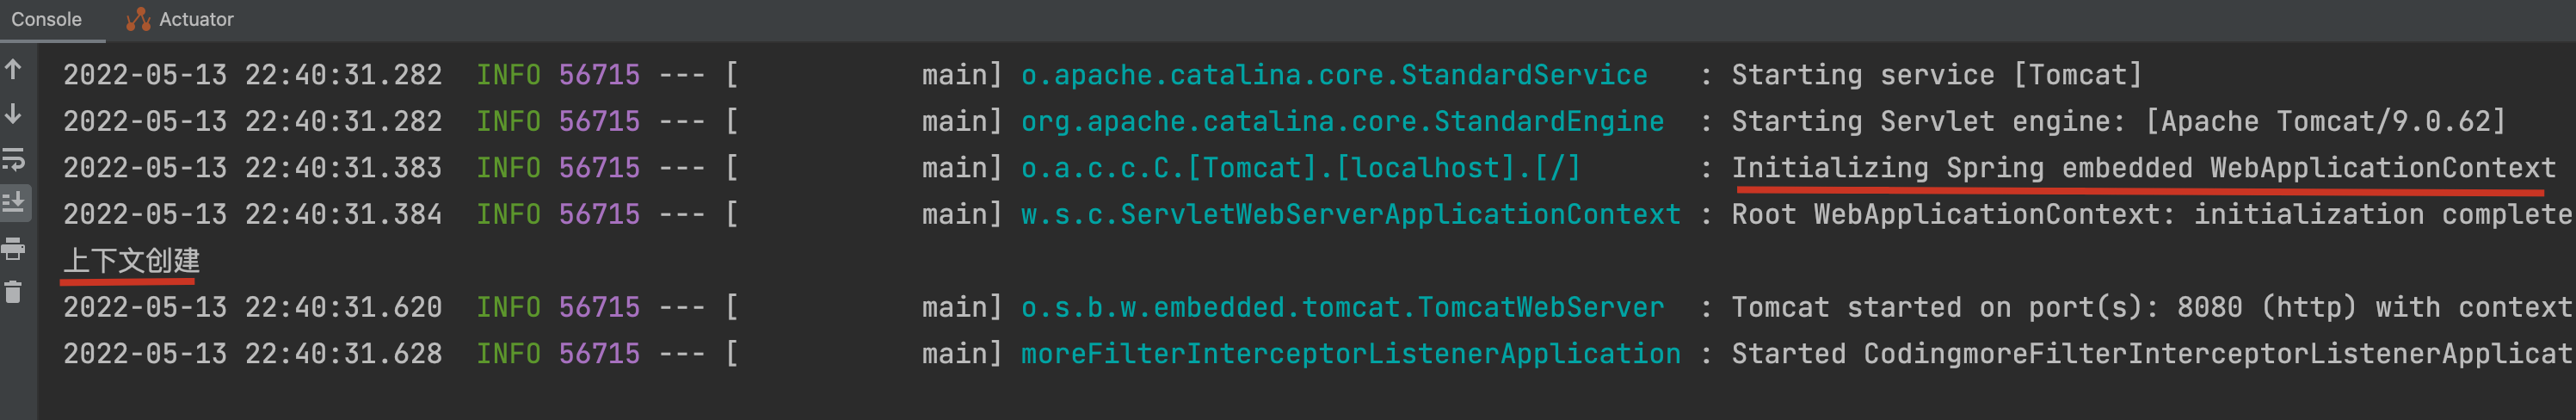 Console Actuator
2022-05-13 22:40:31.282  INFO 56715 --- [           main] o.apache.catalina.core.StandardService   : Starting service [Tomcat]
2022-05-13 22:40:31.282  INFO 56715 --- [           main] org.apache.catalina.core.StandardEngine  : Starting Servlet engine: [Apache Tomcat/9.0.62]
2022-05-13 22:40:31.383  INFO 56715 --- [           main] o.a.c.c.C.[Tomcat].[localhost].[/]       : Initializing Spring embedded WebApplicationContext
2022-05-13 22:40:31.384  INFO 56715 --- [           main] w.s.c.ServletWebServerApplicationContext : Root WebApplicationContext: initialization complete
上下文创建
2022-05-13 22:40:31.620  INFO 56715 --- [           main] o.s.b.w.embedded.tomcat.TomcatWebServer  : Tomcat started on port(s): 8080 (http) with context
2022-05-13 22:40:31.628  INFO 56715 --- [           main] moreFilterInterceptorListenerApplication : Started CodingmoreFilterInterceptorListenerApplicat